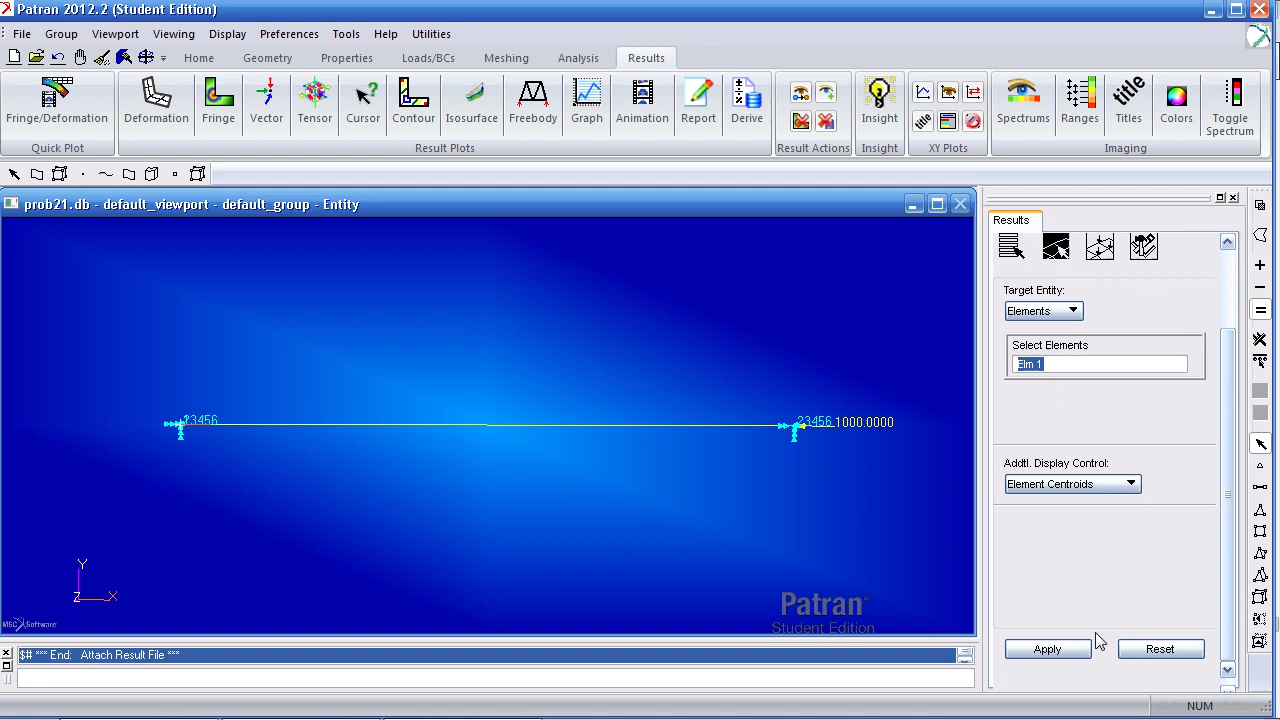 Patran 2012.2 (Student Edition)
File Group Viewport Viewing Display Preferences Tools Help Utilities
Home Geometry Properties Loads/BCs Meshing Analysis Results
Fringe/Deformation Deformation Fringe Vector Tensor Cursor Contour Isosurface Freebody Graph Animation Report Derive Insight Spectrums Ranges Titles Colors Toggle Spectrum
Quick Plot Result Plots Result Actions Insight XY Plots Imaging
prob21.db - default_viewport - default_group - Entity
Results
Target Entity:
Elements
Select Elements
Elm 1
23456 23456 1000.0000
Addtl. Display Control:
Element Centroids
Y
Z X
Patran
Student Edition
MSC Software
Apply Reset
$# *** End: Attach Result File ***
NUM